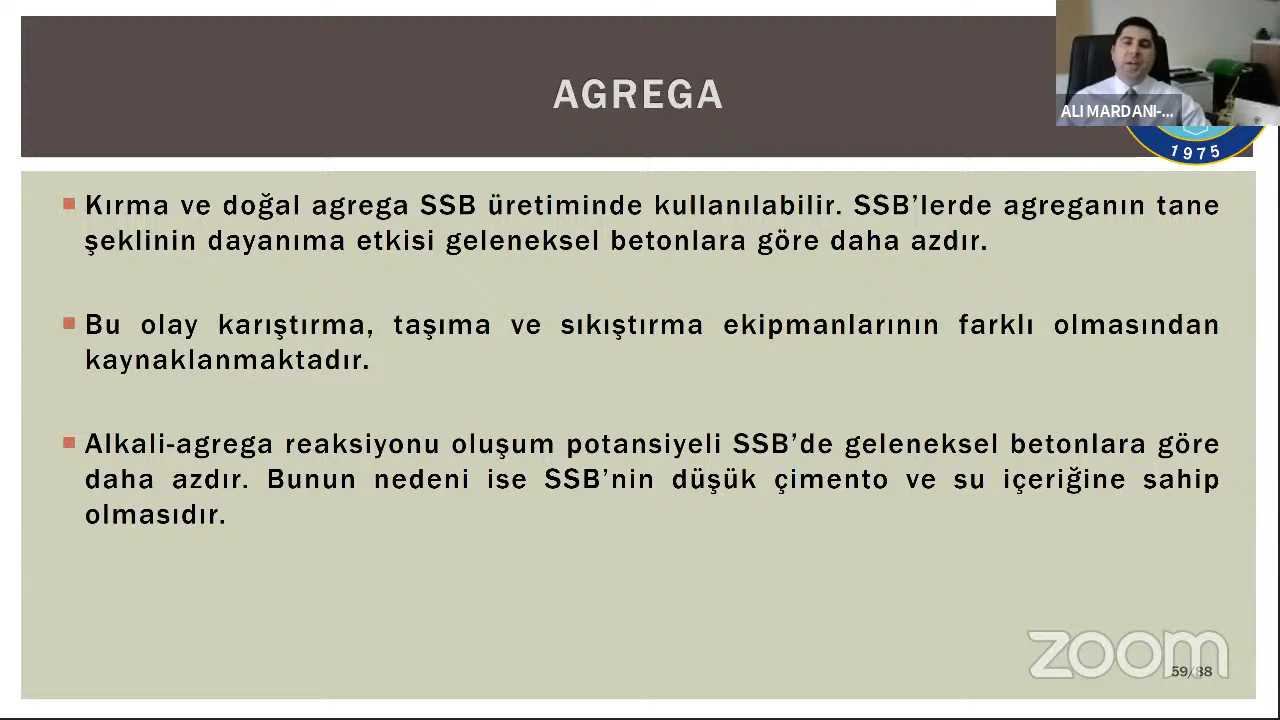 AGREGA
ALI MARDANI-...
1975
Kırma ve doğal agrega SSB üretiminde kullanılabilir. SSB’lerde agreganın tane
şeklinin dayanıma etkisi geleneksel betonlara göre daha azdır.
Bu olay karıştırma, taşıma ve sıkıştırma ekipmanlarının farklı olmasından
kaynaklanmaktadır.
Alkali-agrega reaksiyonu oluşum potansiyeli SSB’de geleneksel betonlara göre
daha azdır. Bunun nedeni ise SSB’nin düşük çimento ve su içeriğine sahip
olmasıdır.
zoom
59/88